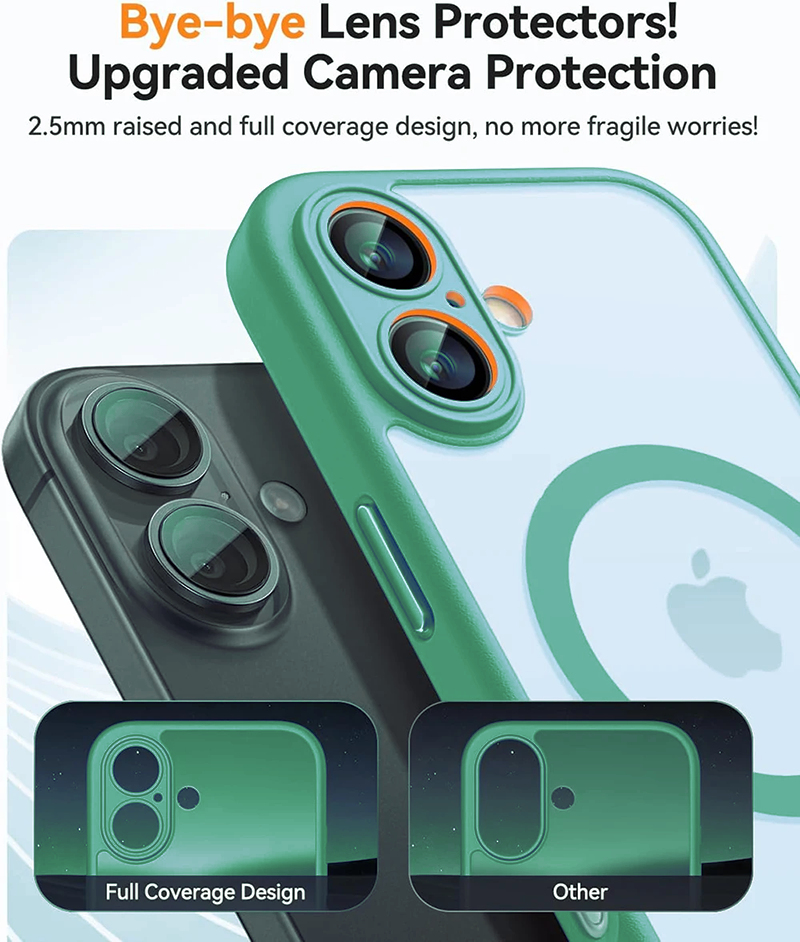 Bye-bye Lens Protectors!
Upgraded Camera Protection
2.5mm raised and full coverage design, no more fragile worries!
Full Coverage Design
Other